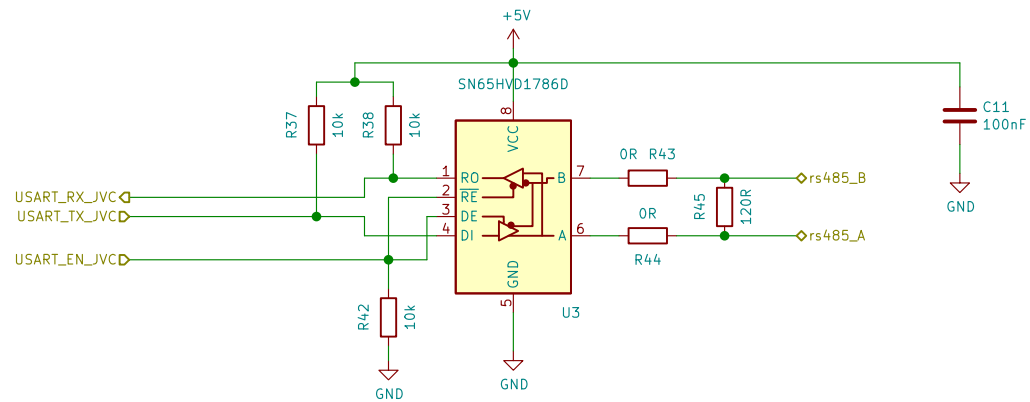 +5V
SN65HVD1786D
8
VCC
R37
10k
R38
10k
C11
100nF
0R R43
1
RO
B
7
rs485_B
USART_RX_JVC
2
RE
USART_TX_JVC
3
DE
R45
120R
0R
4
DI
A
6
rs485_A
USART_EN_JVC
R44
GND
GND
5
U3
R42
10k
GND
GND